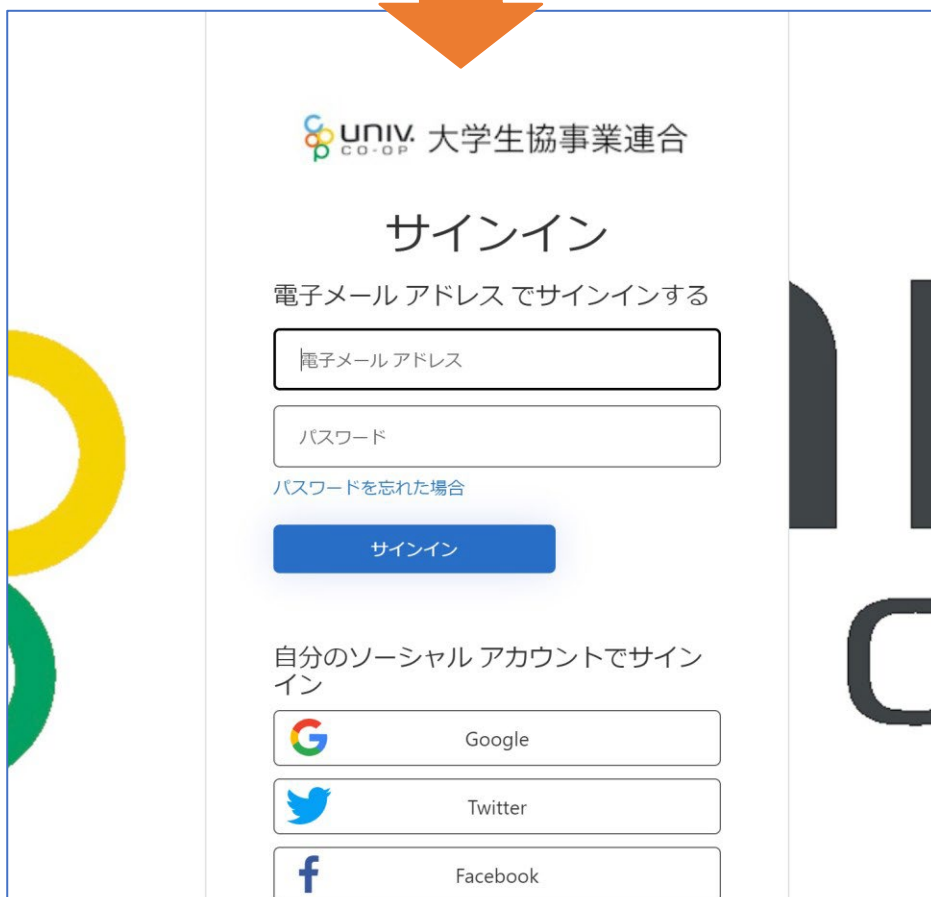 univ. 大学生協事業連合
CO-OP
サインイン
電子メール アドレス でサインインする
電子メール アドレス
パスワード
パスワードを忘れた場合
サインイン
自分のソーシャル アカウントでサイン
イン
Google
Twitter
Facebook